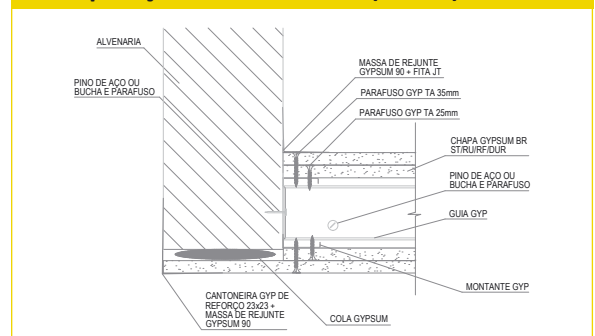 ALVENARIA
PINO DE AÇO OU
BUCHA E PARAFUSO
MASSA DE REJUNTE
GYPSUM 90 + FITA JT
PARAFUSO GYP TA 35mm
PARAFUSO GYP TA 25mm
CHAPA GYPSUM BR
ST/RU/RF/DUR
PINO DE AÇO OU
BUCHA E PARAFUSO
GUIA GYP
MONTANTE GYP
CANTONEIRA GYP DE
REFORÇO 23x23 +
MASSA DE REJUNTE
GYPSUM 90
COLA GYPSUM